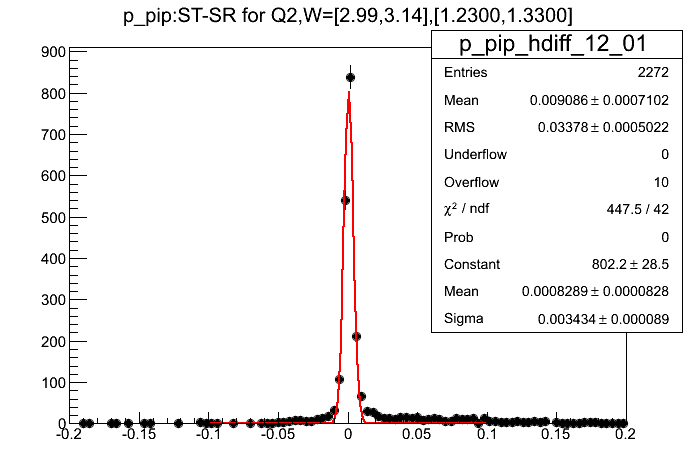 p_pip:ST-SR for Q2,W=[2.99,3.14],[1.2300,1.3300]
p_pip_hdiff_12_01
Entries 2272
Mean 0.009086 ± 0.0007102
RMS 0.03378 ± 0.0005022
Underflow 0
Overflow 10
χ² / ndf 447.5 / 42
Prob 0
Constant 802.2 ± 28.5
Mean 0.0008289 ± 0.0000828
Sigma 0.003434 ± 0.000089
900
800
700
600
500
400
300
200
100
0
-0.2 -0.15 -0.1 -0.05 0 0.05 0.1 0.15 0.2